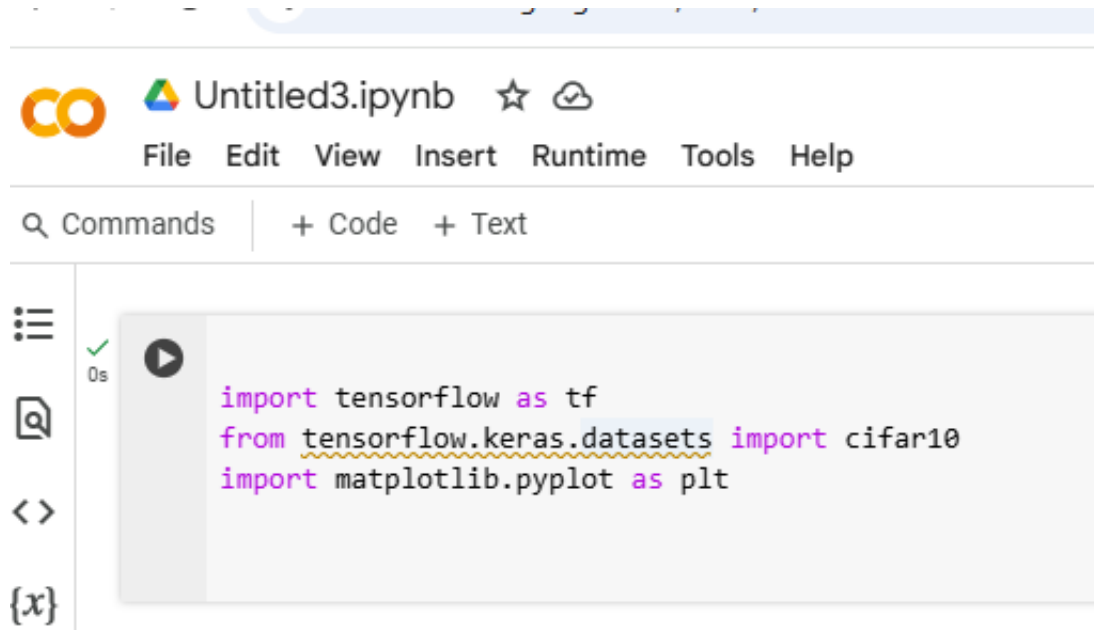 Untitled3.ipynb
File Edit View Insert Runtime Tools Help
Commands + Code + Text
0s
import tensorflow as tf
from tensorflow.keras.datasets import cifar10
import matplotlib.pyplot as plt
<>
{x}